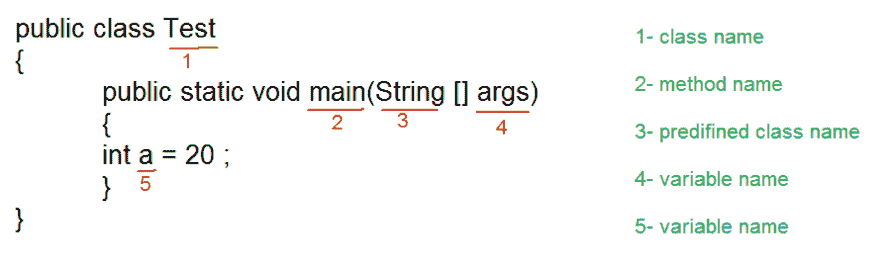 public class Test
1
{
public static void main(String [] args)
2 3 4
{
int a = 20 ;
5
}
}
1- class name
2- method name
3- predifined class name
4- variable name
5- variable name